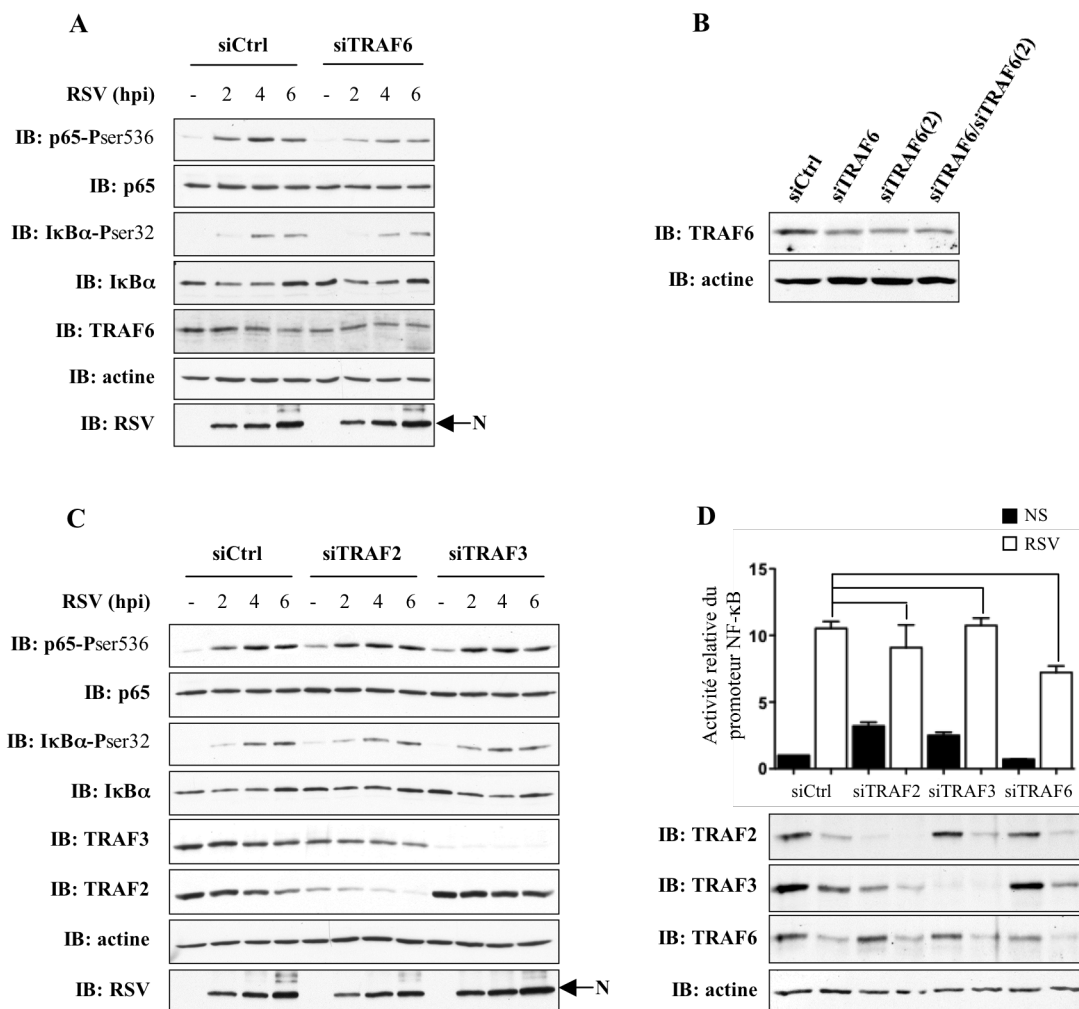 A
siCtrl siTRAF6
RSV (hpi) - 2 4 6 - 2 4 6
IB: p65-Pser536
IB: p65
IB: IκBα-Pser32
IB: IκBα
IB: TRAF6
IB: actine
IB: RSV N
B
siCtrl siTRAF6 siTRAF6(2) siTRAF6/siTRAF6(2)
IB: TRAF6
IB: actine
C
siCtrl siTRAF2 siTRAF3
RSV (hpi) - 2 4 6 - 2 4 6 - 2 4 6
IB: p65-Pser536
IB: p65
IB: IκBα-Pser32
IB: IκBα
IB: TRAF3
IB: TRAF2
IB: actine
IB: RSV N
D
NS
RSV
Activité relative du
promoteur NF-κB
15
10
5
0
siCtrl siTRAF2 siTRAF3 siTRAF6
IB: TRAF2
IB: TRAF3
IB: TRAF6
IB: actine